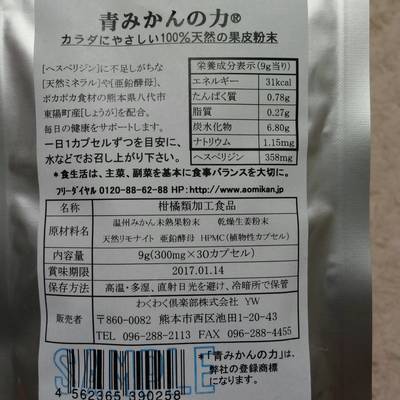 青みかんの力®
カラダにやさしい100%天然の果皮粉末
[ヘスペリジン]に不足しがちな
[天然ミネラル]や[亜鉛酵母]、
ポカポカ食材の熊本県八代市
東陽町産[しょうが]を配合。
毎日の健康をサポートします。
一日1カプセルずつを目安に、
水などでお召し上がり下さい。
栄養成分表示(9g当り)
エネルギー 31kcal
たんぱく質 0.78g
脂質 0.27g
炭水化物 6.80g
ナトリウム 1.15mg
ヘスペリジン 358mg
*食生活は、主菜、副菜を基本に食事バランスを大切に。
フリーダイヤル 0120-88-62-88 HP:http://www.aomikan.jp
名称 柑橘類加工食品
原材料名 温州みかん未熟果粉末 乾燥生姜粉末
天然リモナイト 亜鉛酵母 HPMC(植物性カプセル)
内容量 9g(300mg×30カプセル)
賞味期限 2017.01.14
保存方法 高温・多湿、直射日光を避け、冷暗所で保管
販売者 わくわく倶楽部株式会社 YW
〒860-0082 熊本市西区池田1-20-43
TEL 096-288-2113 FAX 096-288-4455
SAMPLE
4 562365 390258
*「青みかんの力」は、
弊社の登録商標
になります。